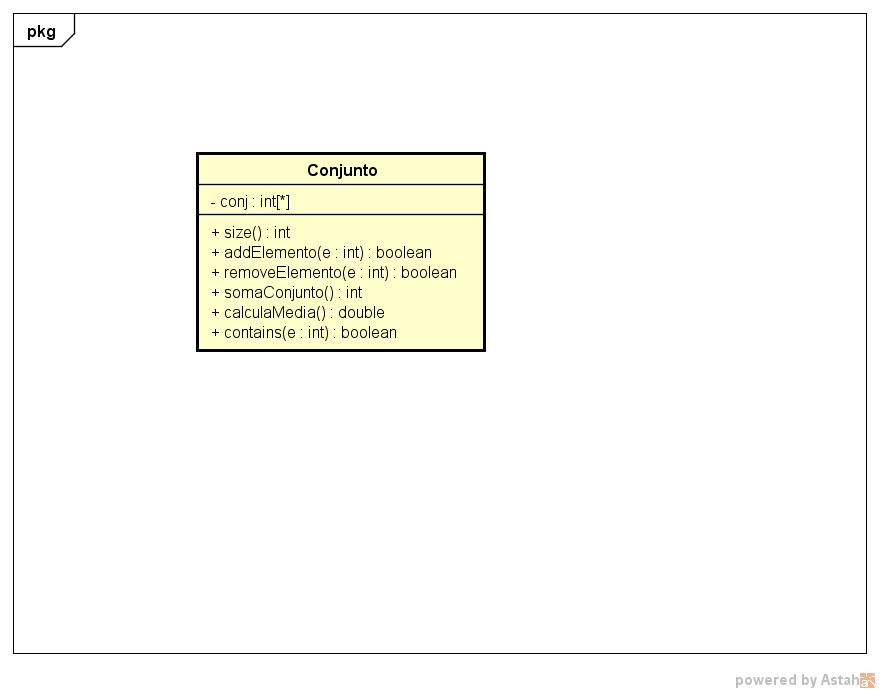 pkg
Conjunto
- conj : int[*]
+ size() : int
+ addElemento(e : int) : boolean
+ removeElemento(e : int) : boolean
+ somaConjunto() : int
+ calculaMedia() : double
+ contains(e : int) : boolean
powered by Astah